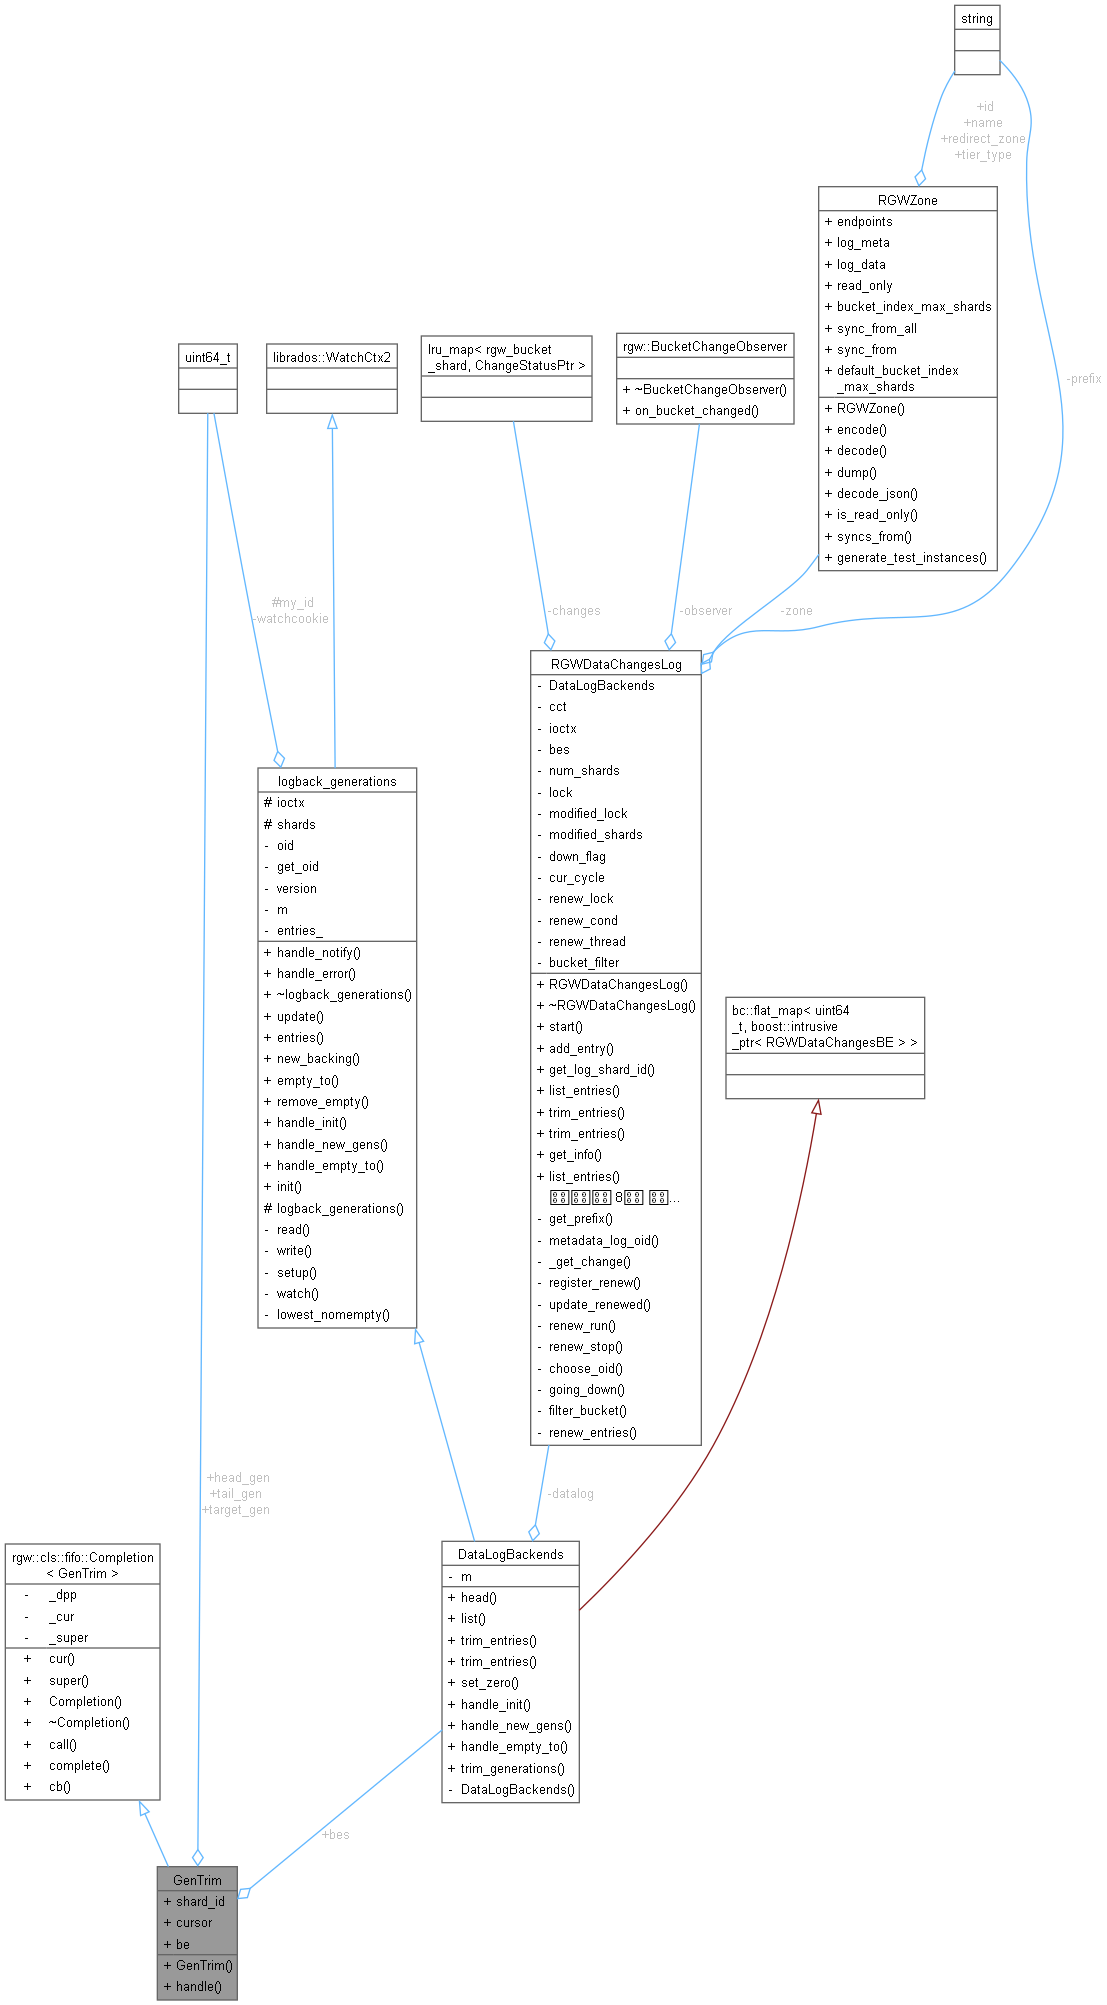 string
+id
+name
+redirect_zone
+tier_type
RGWZone
+ endpoints
+ log_meta
+ log_data
+ read_only
+ bucket_index_max_shards
+ sync_from_all
+ sync_from
+ default_bucket_index
_max_shards
+ RGWZone()
+ encode()
+ decode()
+ dump()
+ decode_json()
+ is_read_only()
+ syncs_from()
+ generate_test_instances()
-prefix
uint64_t
librados::WatchCtx2
lru_map< rgw_bucket
_shard, ChangeStatusPtr >
rgw::BucketChangeObserver
+ ~BucketChangeObserver()
+ on_bucket_changed()
#my_id
-watchcookie
-changes
-observer
-zone
RGWDataChangesLog
- DataLogBackends
- cct
- ioctx
- bes
- num_shards
- lock
- modified_lock
- modified_shards
- down_flag
- cur_cycle
- renew_lock
- renew_cond
- renew_thread
- bucket_filter
+ RGWDataChangesLog()
+ ~RGWDataChangesLog()
+ start()
+ add_entry()
+ get_log_shard_id()
+ list_entries()
+ trim_entries()
+ trim_entries()
+ get_info()
+ list_entries()
8
...
- get_prefix()
- metadata_log_oid()
- _get_change()
- register_renew()
- update_renewed()
- renew_run()
- renew_stop()
- choose_oid()
- going_down()
- filter_bucket()
- renew_entries()
logback_generations
# ioctx
# shards
- oid
- get_oid
- version
- m
- entries_
+ handle_notify()
+ handle_error()
+ ~logback_generations()
+ update()
+ entries()
+ new_backing()
+ empty_to()
+ remove_empty()
+ handle_init()
+ handle_new_gens()
+ handle_empty_to()
+ init()
# logback_generations()
- read()
- write()
- setup()
- watch()
- lowest_nomempty()
bc::flat_map< uint64
_t, boost::intrusive
_ptr< RGWDataChangesBE > >
+head_gen
+tail_gen
+target_gen
-datalog
rgw::cls::fifo::Completion
< GenTrim >
- _dpp
- _cur
- _super
+ cur()
+ super()
+ Completion()
+ ~Completion()
+ call()
+ complete()
+ cb()
DataLogBackends
- m
+ head()
+ list()
+ trim_entries()
+ trim_entries()
+ set_zero()
+ handle_init()
+ handle_new_gens()
+ handle_empty_to()
+ trim_generations()
- DataLogBackends()
+bes
GenTrim
+ shard_id
+ cursor
+ be
+ GenTrim()
+ handle()